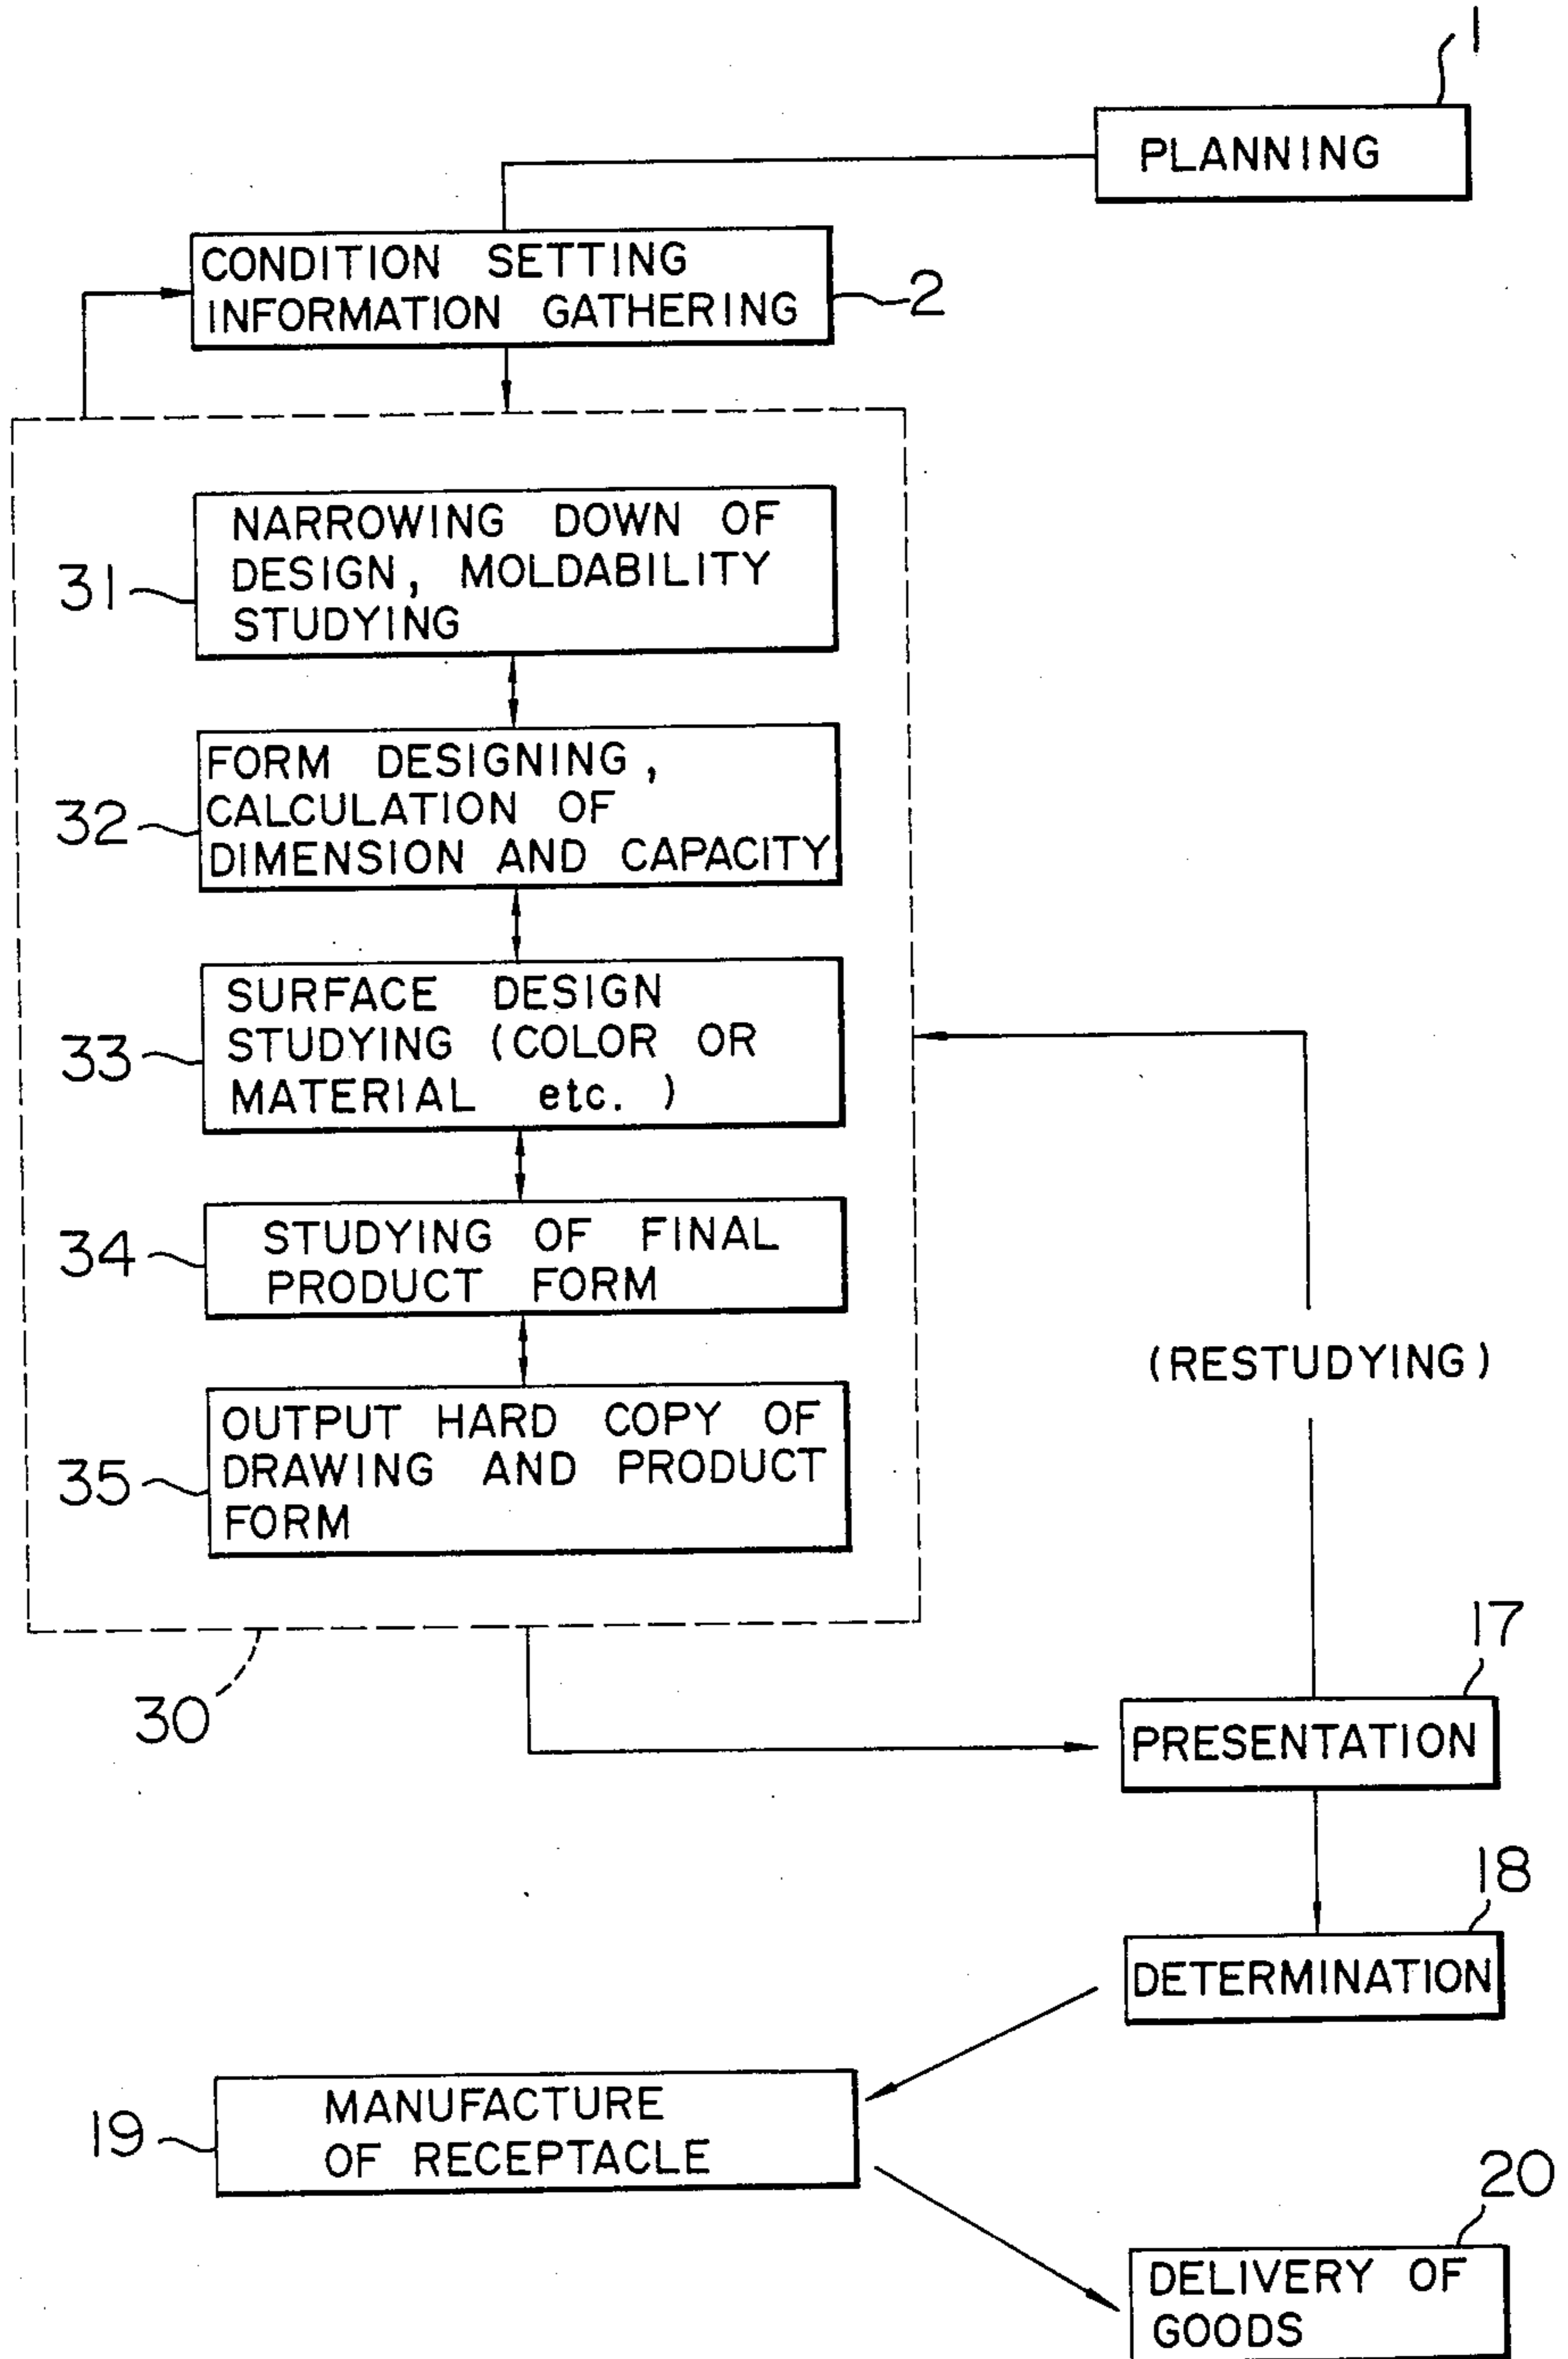 1
PLANNING
CONDITION SETTING
INFORMATION GATHERING
2
31
NARROWING DOWN OF
DESIGN, MOLDABILITY
STUDYING
32
FORM DESIGNING,
CALCULATION OF
DIMENSION AND CAPACITY
33
SURFACE DESIGN
STUDYING (COLOR OR
MATERIAL etc. )
34
STUDYING OF FINAL
PRODUCT FORM
(RESTUDYING)
35
OUTPUT HARD COPY OF
DRAWING AND PRODUCT
FORM
30
17
PRESENTATION
18
DETERMINATION
19
MANUFACTURE
OF RECEPTACLE
20
DELIVERY OF
GOODS